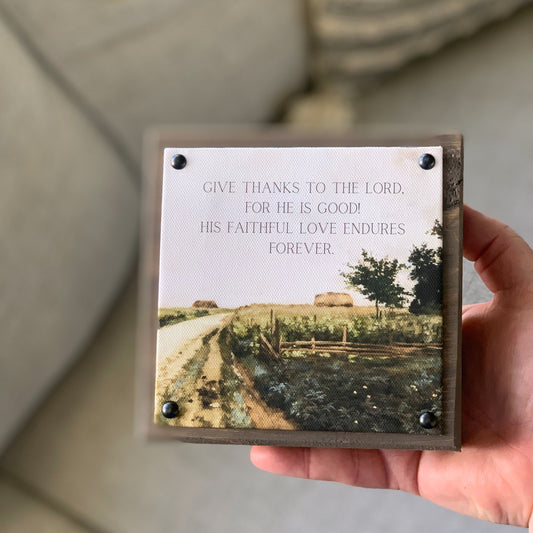 GIVE THANKS TO THE LORD,
FOR HE IS GOOD!
HIS FAITHFUL LOVE ENDURES
FOREVER.